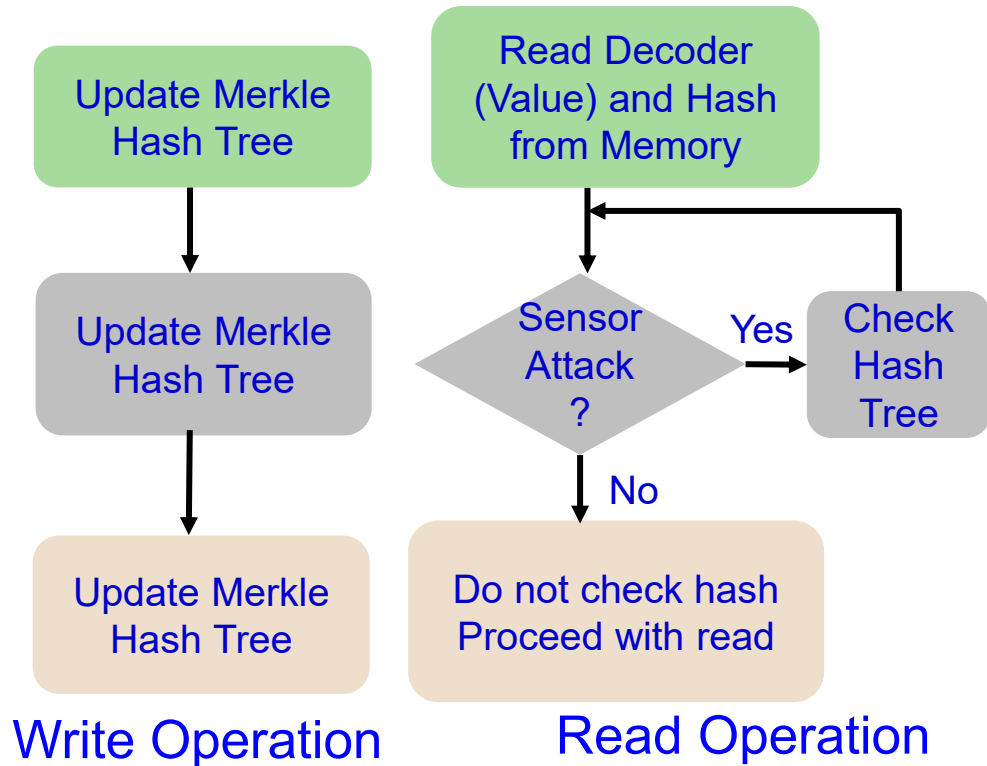 Update Merkle
Hash Tree
Update Merkle
Hash Tree
Update Merkle
Hash Tree
Write Operation
Read Decoder
(Value) and Hash
from Memory
Sensor
Attack
?
Yes
Check
Hash
Tree
No
Do not check hash
Proceed with read
Read Operation